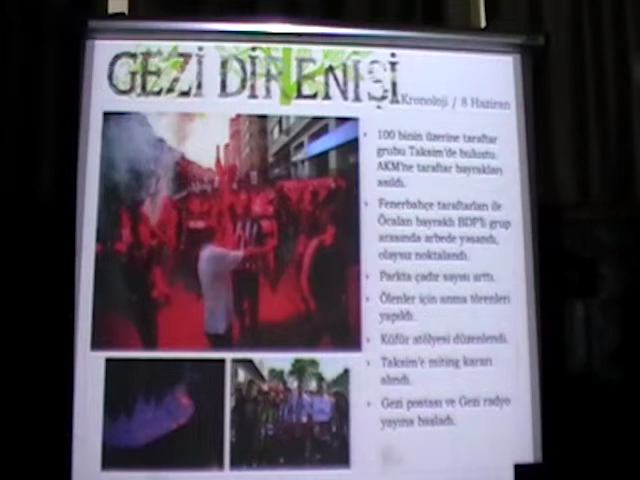 GEZİ DİRENİŞİ
Kronoloji / 8 Haziran
100 binin üzerine taraftar
grubu Taksim'de buluştu.
AKM'ne taraftar bayrakları
asıldı.
Fenerbahçe taraftarları ile
Öcalan bayraklı BDP'li grup
arasında arbede yaşandı,
olaysız noktalandı.
Parkta çadır sayısı arttı.
Ölenler için anma törenleri
yapıldı.
Küfür atölyesi düzenlendi.
Taksim'e miting kararı
alındı.
Gezi postası ve Gezi radyo
yayına başladı.